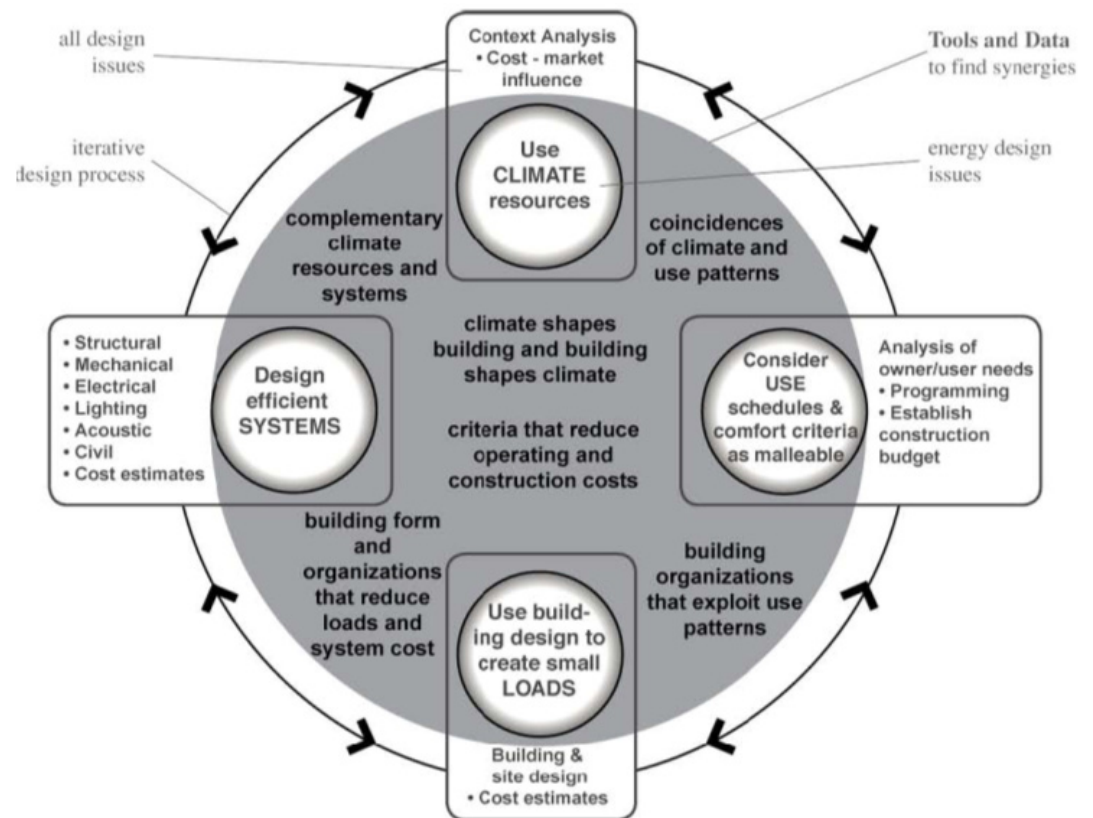 all design
issues
iterative
design process
Tools and Data
to find synergies
energy design
issues
Context Analysis
• Cost - market
influence
Use
CLIMATE
resources
complementary
climate
resources and
systems
coincidences
of climate and
use patterns
• Structural
• Mechanical
• Electrical
• Lighting
• Acoustic
• Civil
• Cost estimates
Design
efficient
SYSTEMS
climate shapes
building and building
shapes climate
criteria that reduce
operating and
construction costs
Consider
USE
schedules &
comfort criteria
as malleable
Analysis of
owner/user needs
• Programming
• Establish
construction
budget
building form
and
organizations
that reduce
loads and
system cost
building
organizations
that exploit use
patterns
Use build-
ing design to
create small
LOADS
Building &
site design
• Cost estimates